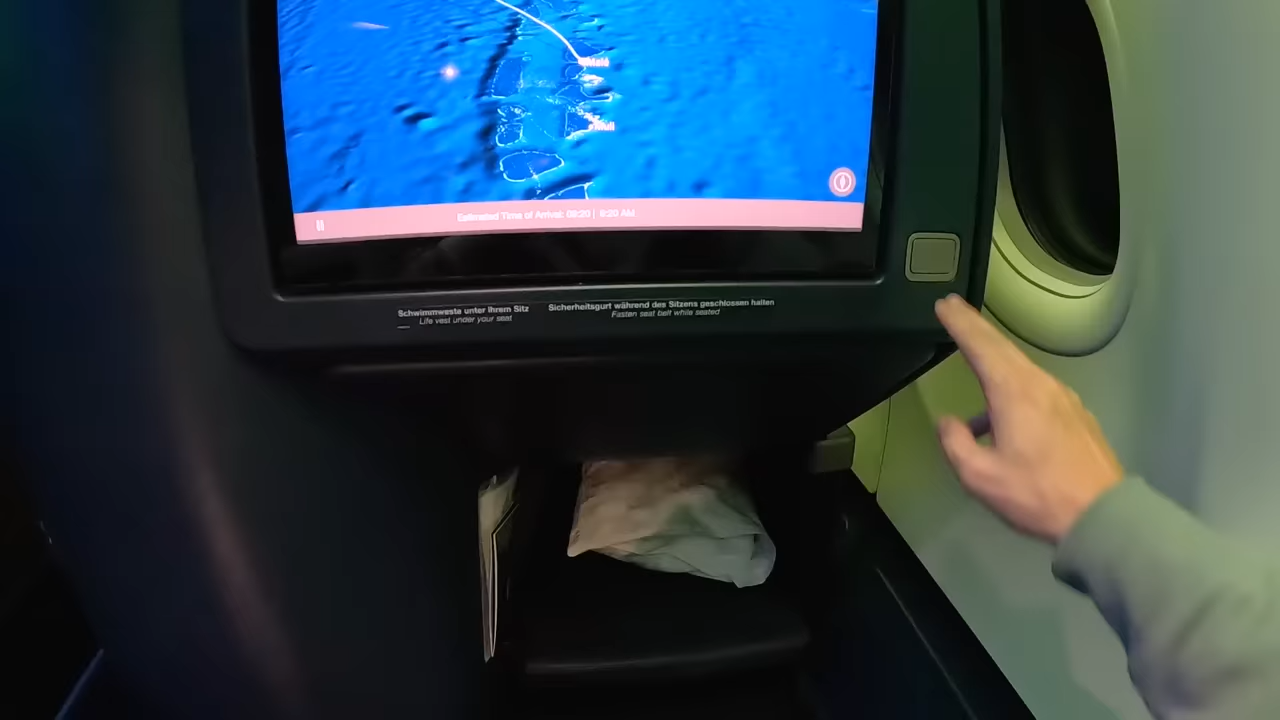 Malé
Muli
Estimated Time of Arrival: 09:20 | 9:20 AM
Schwimmweste unter Ihrem Sitz
Life vest under your seat
Sicherheitsgurt während des Sitzens geschlossen halten
Fasten seat belt while seated